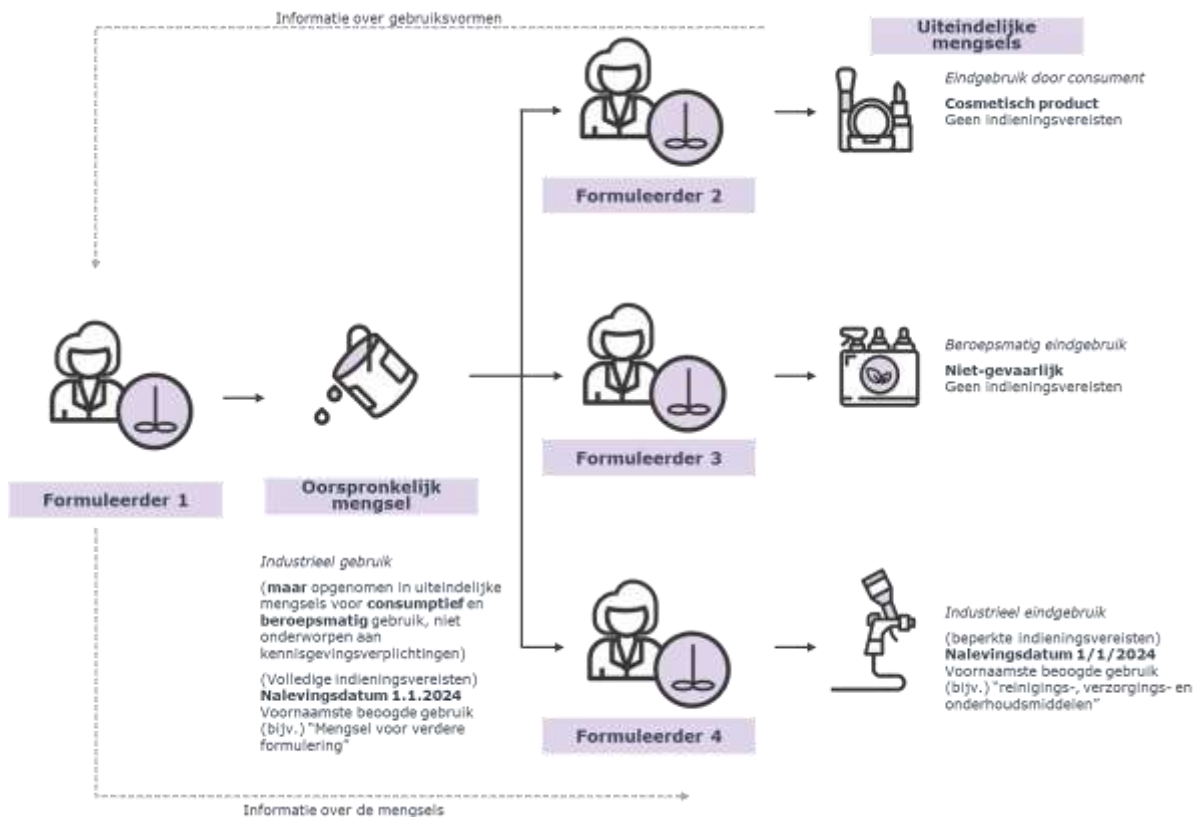 Informatie over gebruiksvormen
Uiteindelijke
mengsels
Eindgebruik door consument
Cosmetisch product
Geen indieningsvereisten
Formuleerder 2
Beroepsmatig eindgebruik
Niet-gevaarlijk
Geen indieningsvereisten
Formuleerder 3
Formuleerder 1
Oorspronkelijk
mengsel
Industrieel gebruik
(maar opgenomen in uiteindelijke
mengsels voor consumptief en
beroepsmatig gebruik, niet
onderworpen aan
kennisgevingsverplichtingen)
(Volledige indieningsvereisten)
Nalevingsdatum 1.1.2024
Voornaamste beoogde gebruik
(bijv.) "Mengsel voor verdere
formulering"
Industrieel eindgebruik
(beperkte indieningsvereisten)
Nalevingsdatum 1/1/2024
Voornaamste beoogde gebruik
(bijv.) "reinigings-, verzorgings- en
onderhoudsmiddelen"
Formuleerder 4
Informatie over de mengsels